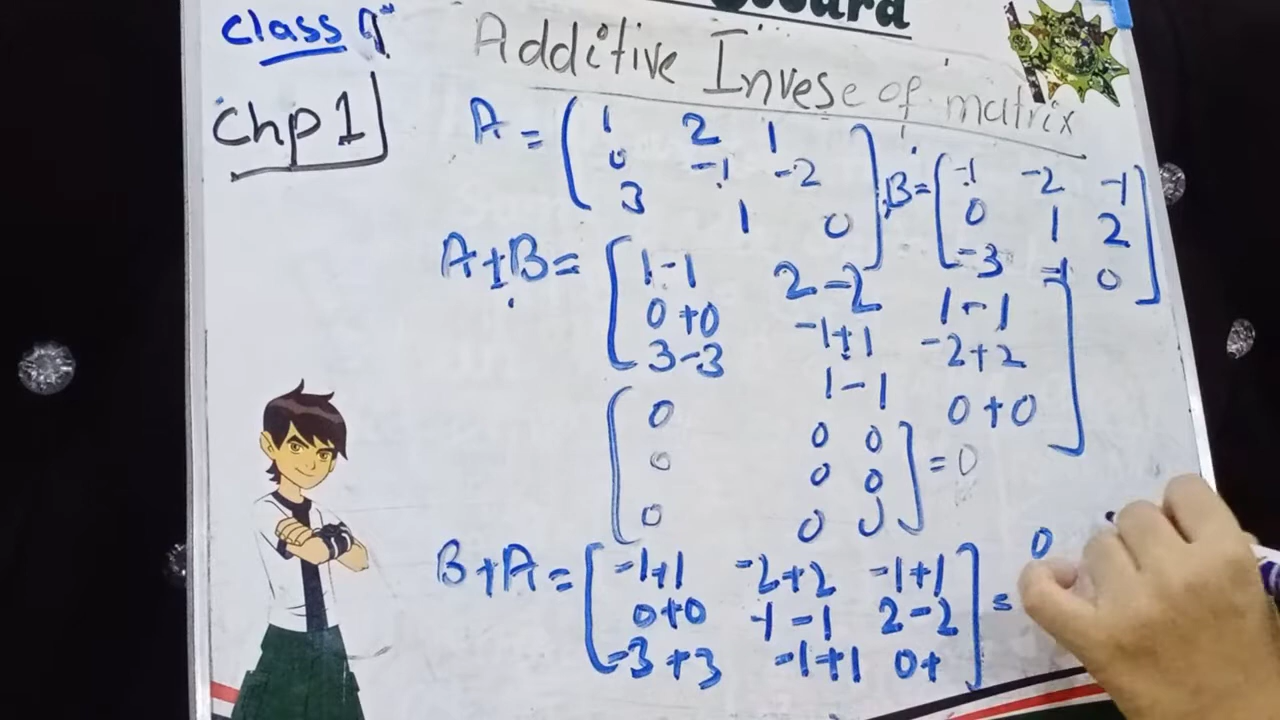 class 9th
Additive Invese of matrix
Chp 1
A = ( 1 2 1
0 -1 -2
3 1 0 ]
, B = [ -1 -2 -1
0 1 2
-3 -1 0 ]
A+B = [ 1-1 2-2 1-1
0+0 -1+1 -2+2
3-3 1-1 0+0 ]
[ 0 0 0
0 0 0
0 0 0 ] = 0
B+A = [ -1+1 -2+2 -1+1
0+0 1-1 2-2
-3+3 -1+1 0+ ] = 0